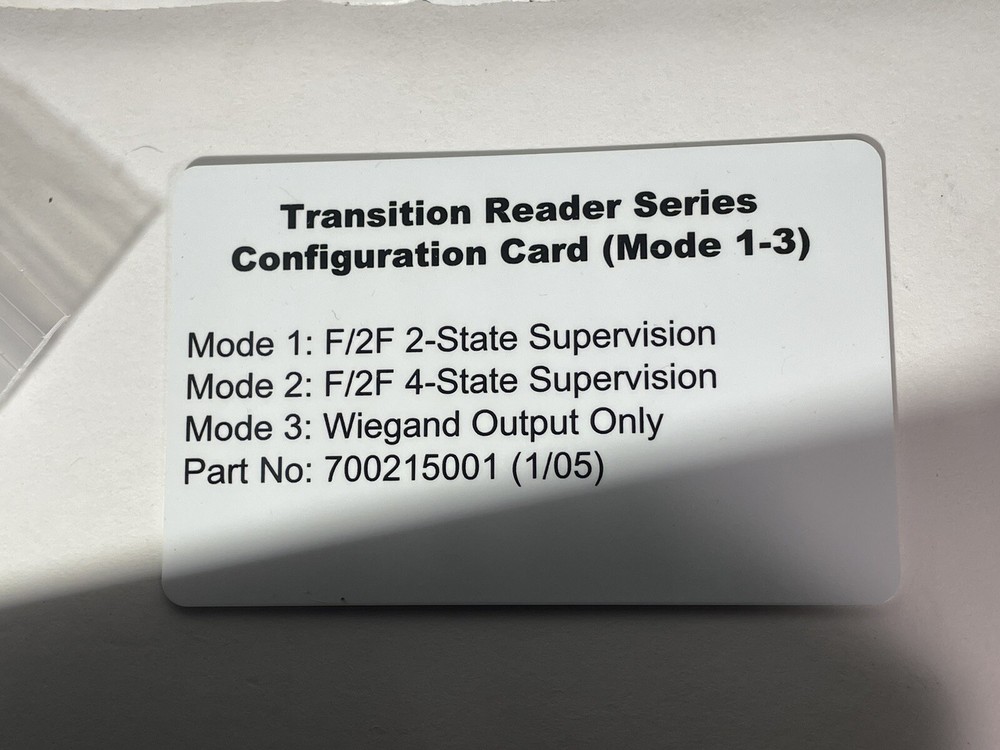 Transition Reader Series
Configuration Card (Mode 1-3)
Mode 1: F/2F 2-State Supervision
Mode 2: F/2F 4-State Supervision
Mode 3: Wiegand Output Only
Part No: 700215001 (1/05)